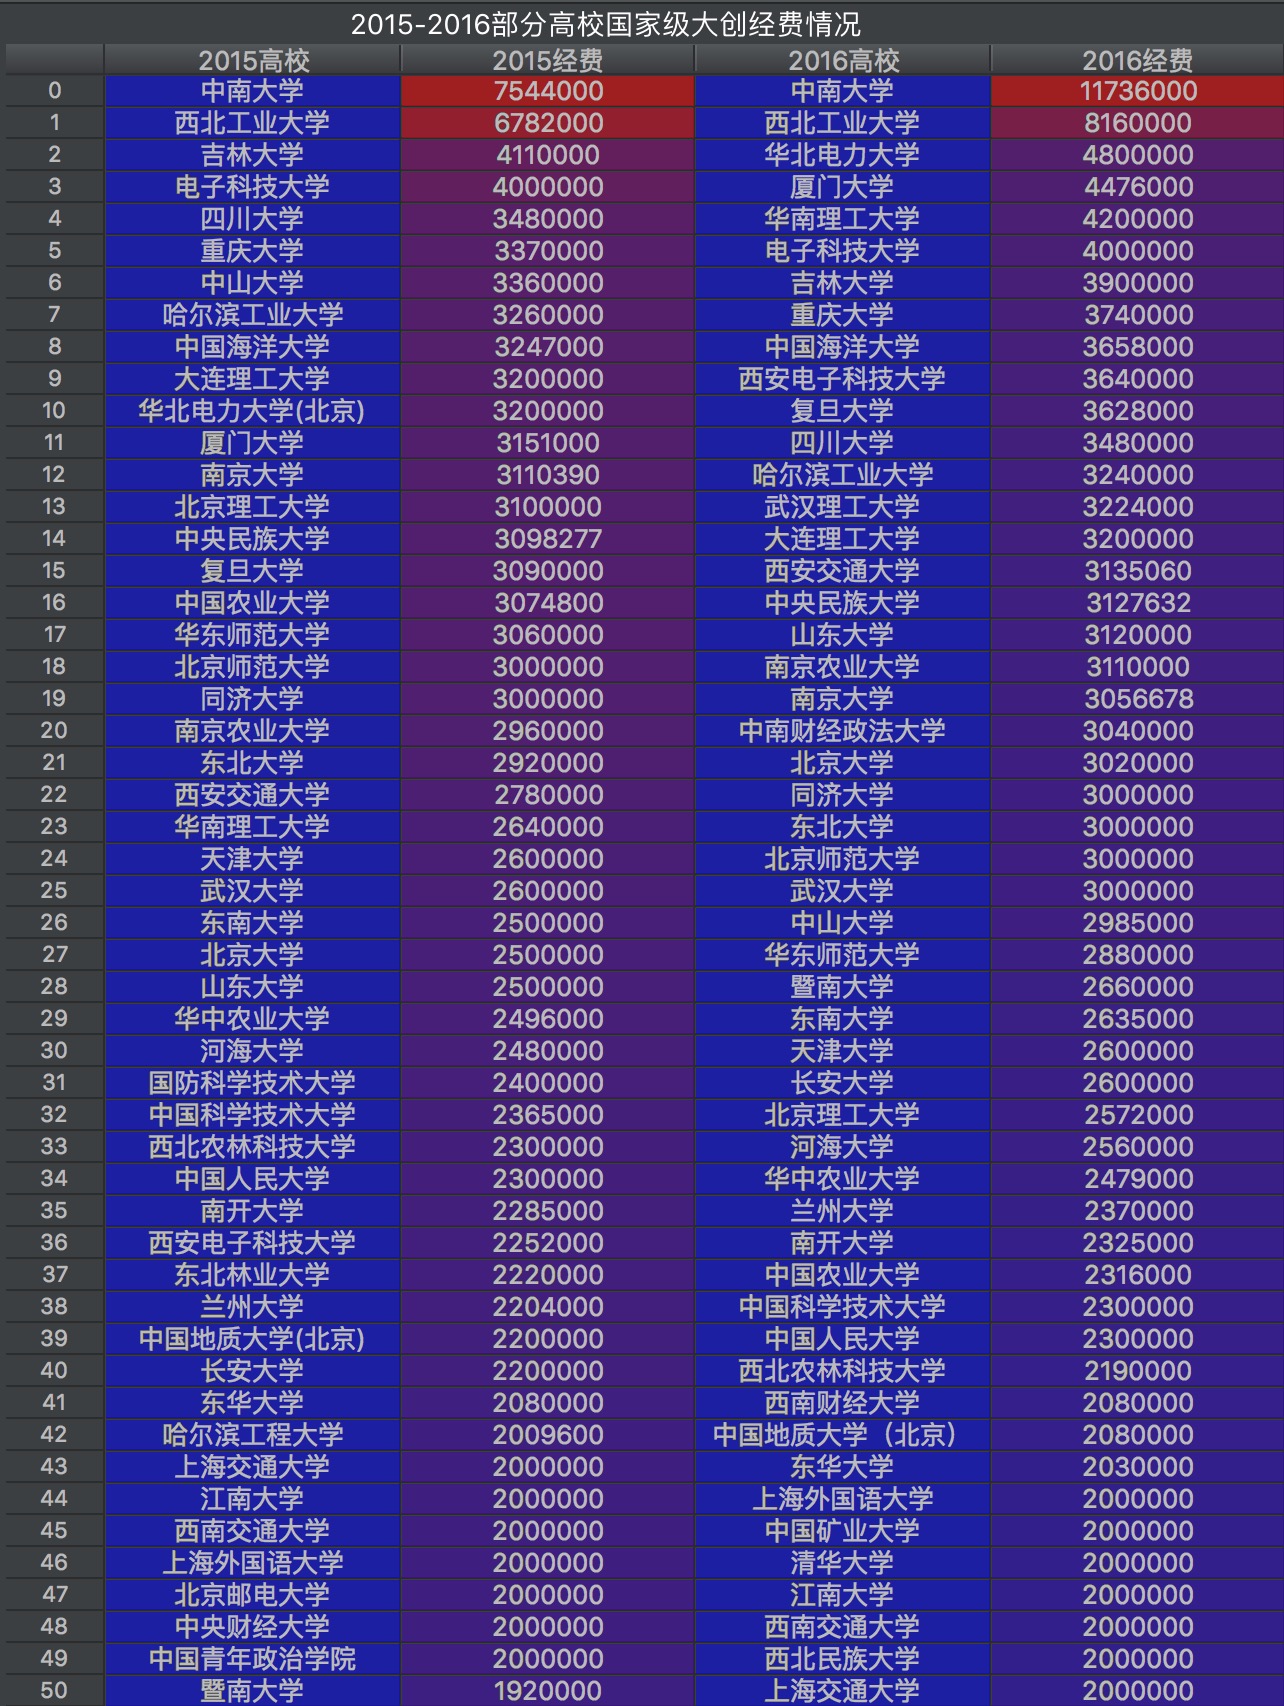 2015-2016部分高校国家级大创经费情况
2015高校 2015经费 2016高校 2016经费
0 中南大学 7544000 中南大学 11736000
1 西北工业大学 6782000 西北工业大学 8160000
2 吉林大学 4110000 华北电力大学 4800000
3 电子科技大学 4000000 厦门大学 4476000
4 四川大学 3480000 华南理工大学 4200000
5 重庆大学 3370000 电子科技大学 4000000
6 中山大学 3360000 吉林大学 3900000
7 哈尔滨工业大学 3260000 重庆大学 3740000
8 中国海洋大学 3247000 中国海洋大学 3658000
9 大连理工大学 3200000 西安电子科技大学 3640000
10 华北电力大学(北京) 3200000 复旦大学 3628000
11 厦门大学 3151000 四川大学 3480000
12 南京大学 3110390 哈尔滨工业大学 3240000
13 北京理工大学 3100000 武汉理工大学 3224000
14 中央民族大学 3098277 大连理工大学 3200000
15 复旦大学 3090000 西安交通大学 3135060
16 中国农业大学 3074800 中央民族大学 3127632
17 华东师范大学 3060000 山东大学 3120000
18 北京师范大学 3000000 南京农业大学 3110000
19 同济大学 3000000 南京大学 3056678
20 南京农业大学 2960000 中南财经政法大学 3040000
21 东北大学 2920000 北京大学 3020000
22 西安交通大学 2780000 同济大学 3000000
23 华南理工大学 2640000 东北大学 3000000
24 天津大学 2600000 北京师范大学 3000000
25 武汉大学 2600000 武汉大学 3000000
26 东南大学 2500000 中山大学 2985000
27 北京大学 2500000 华东师范大学 2880000
28 山东大学 2500000 暨南大学 2660000
29 华中农业大学 2496000 东南大学 2635000
30 河海大学 2480000 天津大学 2600000
31 国防科学技术大学 2400000 长安大学 2600000
32 中国科学技术大学 2365000 北京理工大学 2572000
33 西北农林科技大学 2300000 河海大学 2560000
34 中国人民大学 2300000 华中农业大学 2479000
35 南开大学 2285000 兰州大学 2370000
36 西安电子科技大学 2252000 南开大学 2325000
37 东北林业大学 2220000 中国农业大学 2316000
38 兰州大学 2204000 中国科学技术大学 2300000
39 中国地质大学(北京) 2200000 中国人民大学 2300000
40 长安大学 2200000 西北农林科技大学 2190000
41 东华大学 2080000 西南财经大学 2080000
42 哈尔滨工程大学 2009600 中国地质大学（北京） 2080000
43 上海交通大学 2000000 东华大学 2030000
44 江南大学 2000000 上海外国语大学 2000000
45 西南交通大学 2000000 中国矿业大学 2000000
46 上海外国语大学 2000000 清华大学 2000000
47 北京邮电大学 2000000 江南大学 2000000
48 中央财经大学 2000000 西南交通大学 2000000
49 中国青年政治学院 2000000 西北民族大学 2000000
50 暨南大学 1920000 上海交通大学 2000000